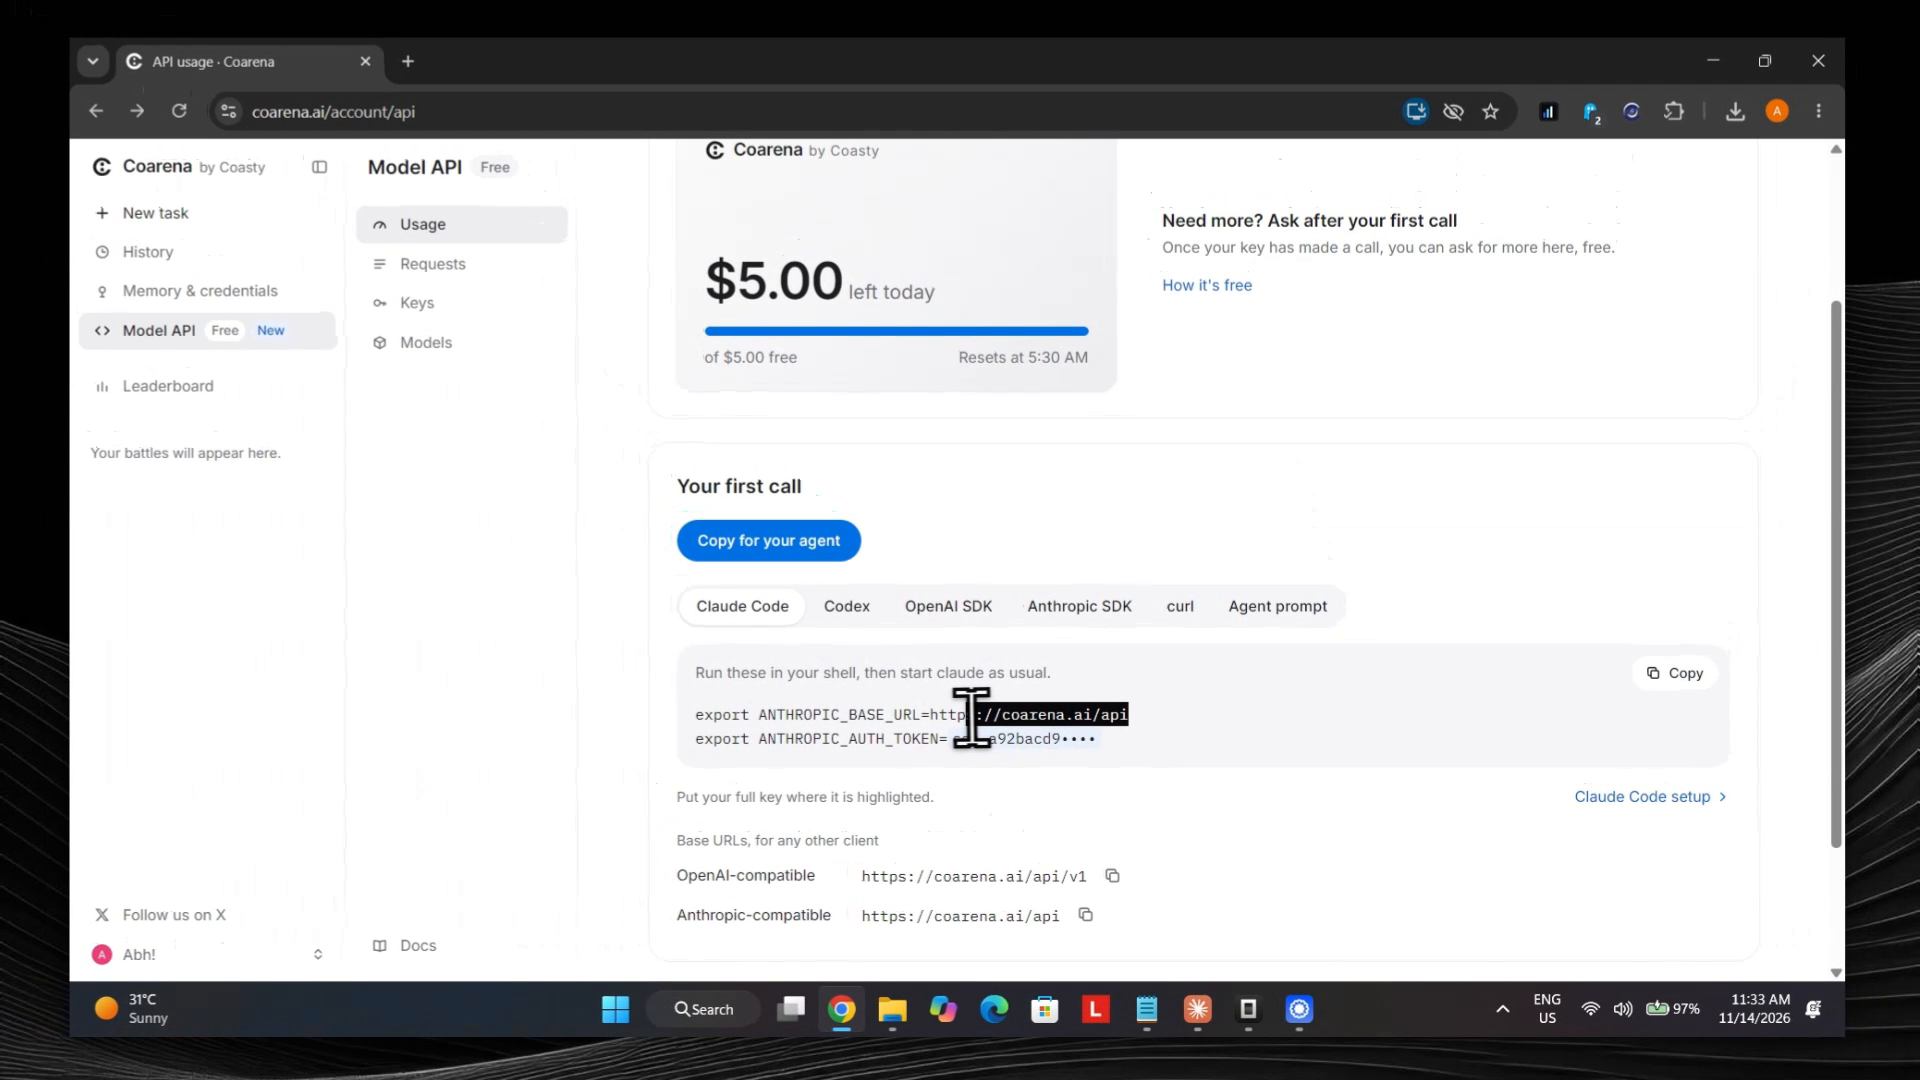 API usage · Coarena
coarena.ai/account/api
2
A
Coarena by Coasty
New task
History
Memory & credentials
Model API Free New
Leaderboard
Your battles will appear here.
Follow us on X
A Abh!
Model API Free
Usage
Requests
Keys
Models
Docs
Coarena by Coasty
$5.00 left today
of $5.00 free Resets at 5:30 AM
Need more? Ask after your first call
Once your key has made a call, you can ask for more here, free.
How it's free
Your first call
Copy for your agent
Claude Code Codex OpenAI SDK Anthropic SDK curl Agent prompt
Run these in your shell, then start claude as usual.
Copy
export ANTHROPIC_BASE_URL=https://coarena.ai/api
export ANTHROPIC_AUTH_TOKEN= a92bacd9••••
Put your full key where it is highlighted.
Claude Code setup
Base URLs, for any other client
OpenAI-compatible https://coarena.ai/api/v1
Anthropic-compatible https://coarena.ai/api
31°C
Sunny
Search
L
ENG
US
97%
11:33 AM
11/14/2026